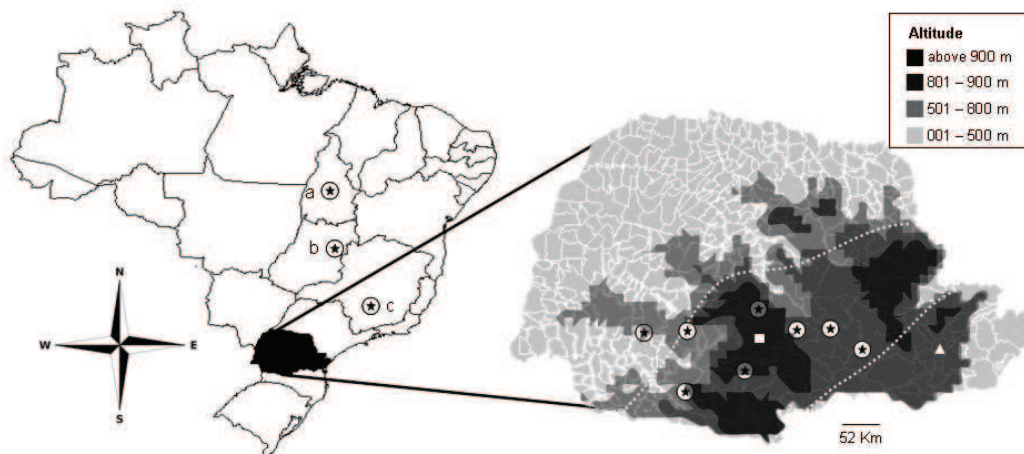 Altitude
above 900 m
801 – 900 m
501 – 800 m
001 – 500 m
a
b
c
N
W
E
S
52 Km